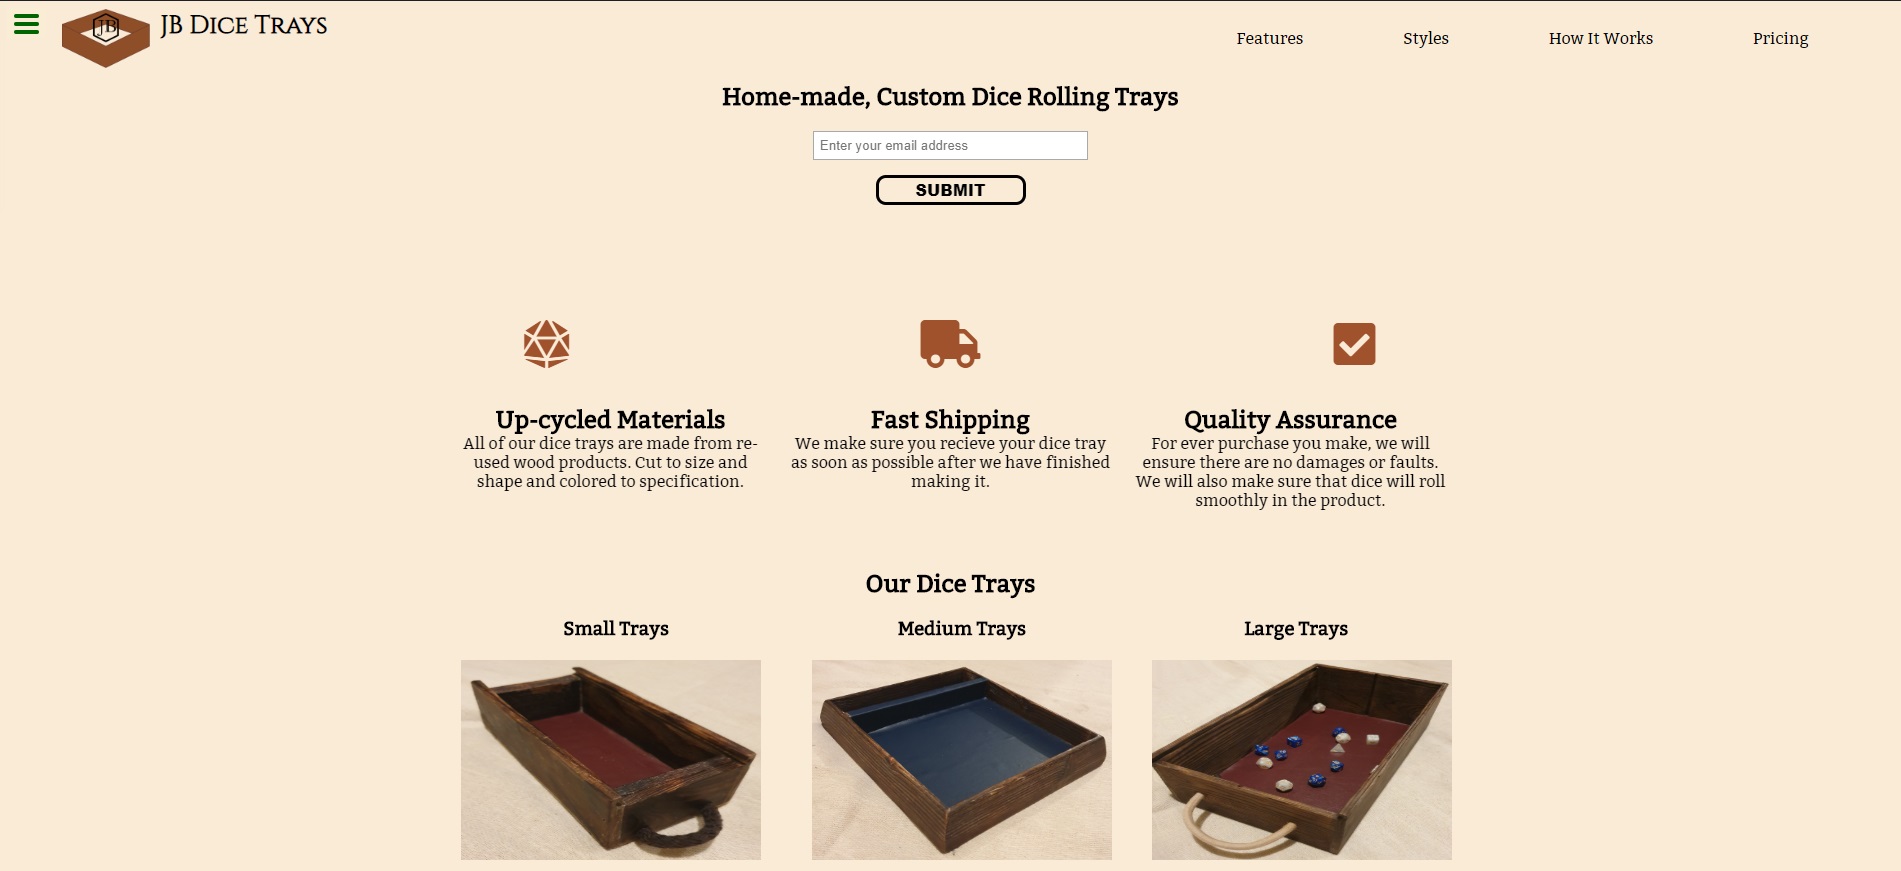 JB
JB Dice Trays
Features
Styles
How It Works
Pricing
Home-made, Custom Dice Rolling Trays
Enter your email address
SUBMIT
Up-cycled Materials
All of our dice trays are made from re-
used wood products. Cut to size and
shape and colored to specification.
Fast Shipping
We make sure you recieve your dice tray
as soon as possible after we have finished
making it.
Quality Assurance
For ever purchase you make, we will
ensure there are no damages or faults.
We will also make sure that dice will roll
smoothly in the product.
Our Dice Trays
Small Trays
Medium Trays
Large Trays